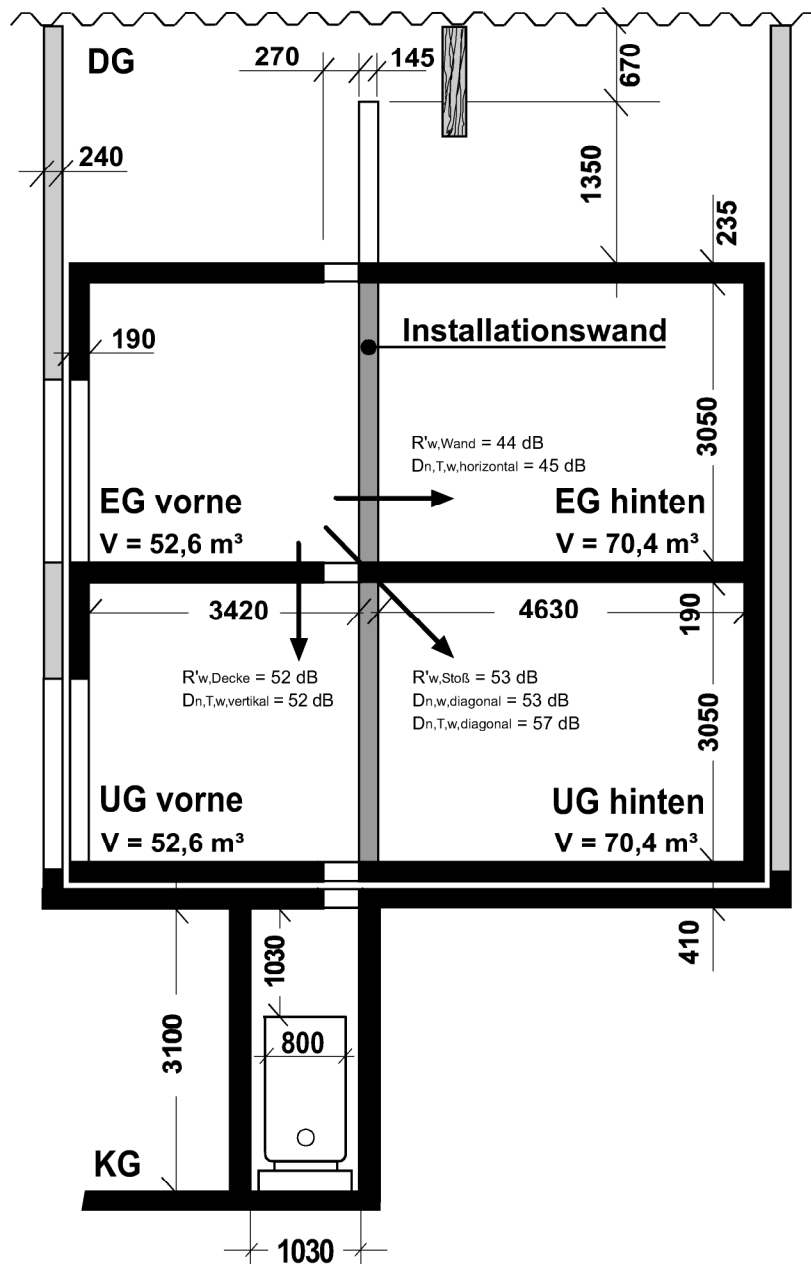 DG
270
145
670
240
1350
235
190
Installationswand
3050
R'w,Wand = 44 dB
Dn,T,w,horizontal = 45 dB
EG vorne
V = 52,6 m³
EG hinten
V = 70,4 m³
3420
4630
190
R'w,Decke = 52 dB
Dn,T,w,vertikal = 52 dB
R'w,Stoß = 53 dB
Dn,w,diagonal = 53 dB
Dn,T,w,diagonal = 57 dB
3050
UG vorne
V = 52,6 m³
UG hinten
V = 70,4 m³
410
1030
3100
800
KG
1030